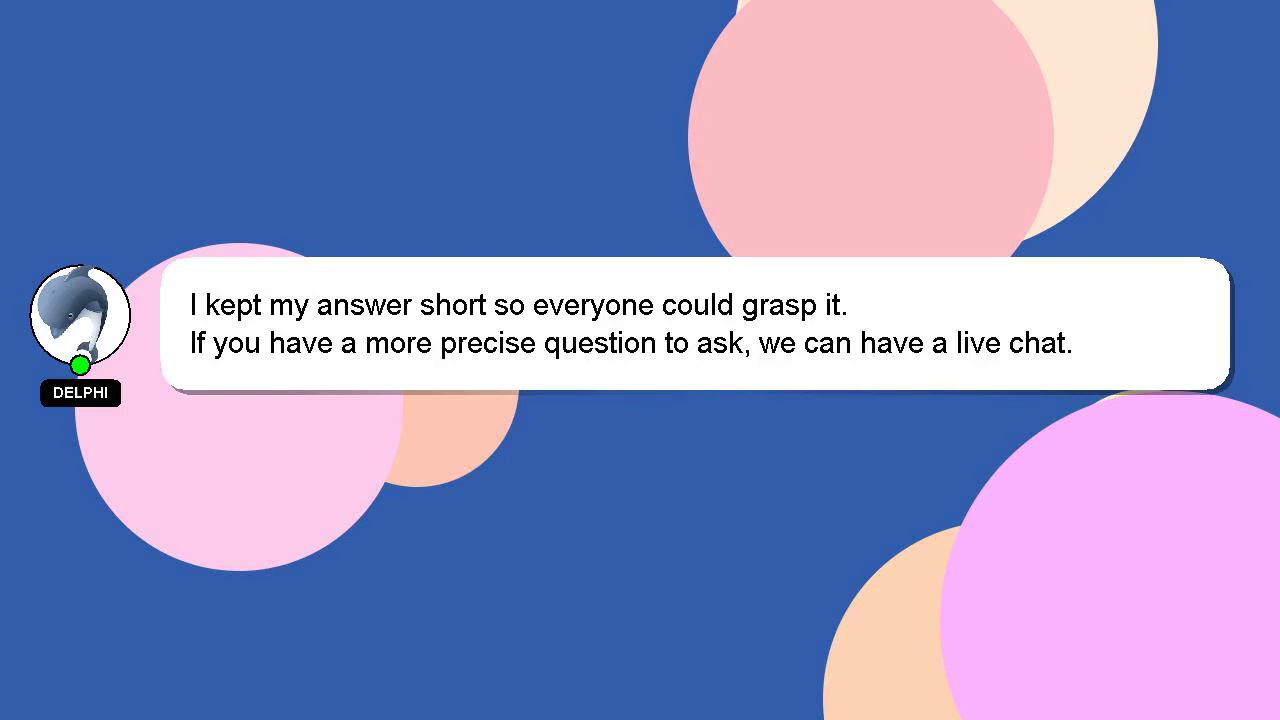 I kept my answer short so everyone could grasp it.
If you have a more precise question to ask, we can have a live chat.
DELPHI